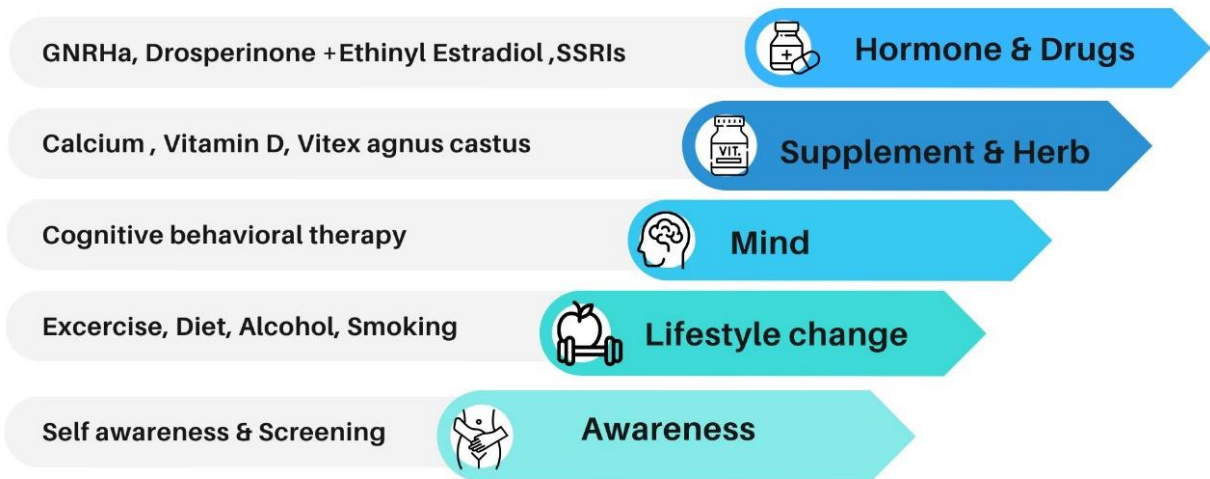 GNRHa, Drosperinone +Ethinyl Estradiol ,SSRIs
Hormone & Drugs
Calcium , Vitamin D, Vitex agnus castus
VIT.
Supplement & Herb
Cognitive behavioral therapy
Mind
Excercise, Diet, Alcohol, Smoking
Lifestyle change
Self awareness & Screening
Awareness